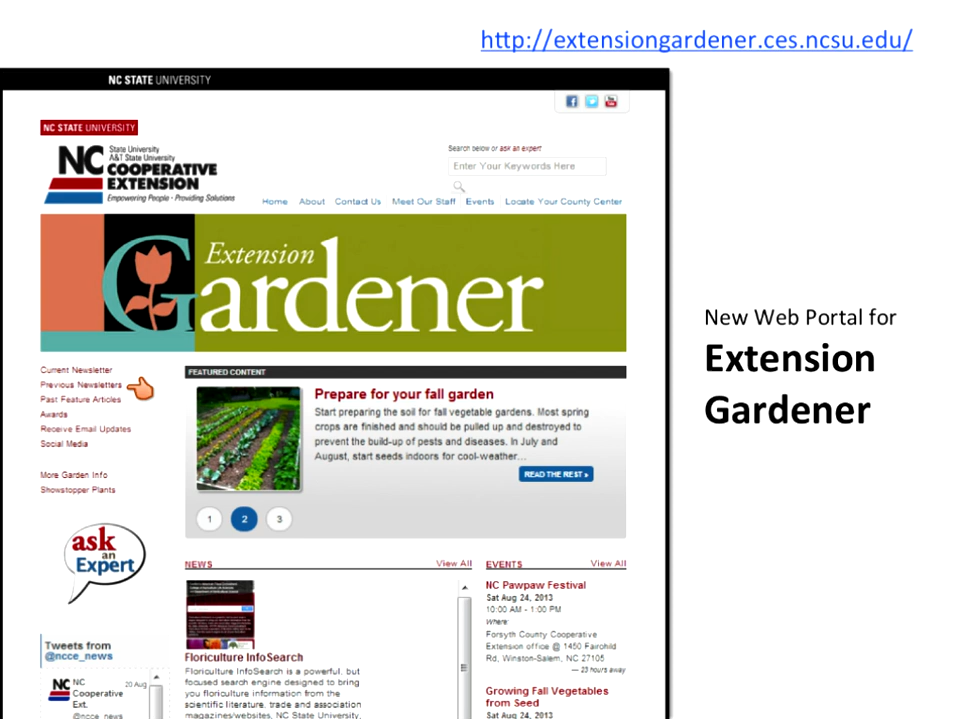 http://extensiongardener.ces.ncsu.edu/
NC STATE UNIVERSITY
NC STATE UNIVERSITY
State University
A&T State University
NC COOPERATIVE
EXTENSION
Empowering People · Providing Solutions
Search below or ask an expert
Enter Your Keywords Here
Home About Contact Us Meet Our Staff Events Locate Your County Center
Extension
Gardener
New Web Portal for
Extension
Gardener
Current Newsletter
Previous Newsletters
Past Feature Articles
Awards
Receive Email Updates
Social Media
More Garden Info
Showstopper Plants
FEATURED CONTENT
Prepare for your fall garden
Start preparing the soil for fall vegetable gardens. Most spring
crops are finished and should be pulled up and destroyed to
prevent the build-up of pests and diseases. In July and
August, start seeds indoors for cool-weather...
READ THE REST »
1 2 3
ask
an
Expert
Tweets from
@ncce_news
NC
NC
Cooperative
Ext.
@ncce_news
20 Aug
NEWS View All
Floriculture InfoSearch
Floriculture InfoSearch is a powerful, but
focused search engine designed to bring
you floriculture information from the
scientific literature, trade and association
magazines/websites, NC State University,
EVENTS View All
NC Pawpaw Festival
Sat Aug 24, 2013
10:00 AM - 1:00 PM
Where:
Forsyth County Cooperative
Extension office @ 1450 Fairchild
Rd, Winston-Salem, NC 27105
— 23 hours away
Growing Fall Vegetables
from Seed
Sat Aug 24, 2013